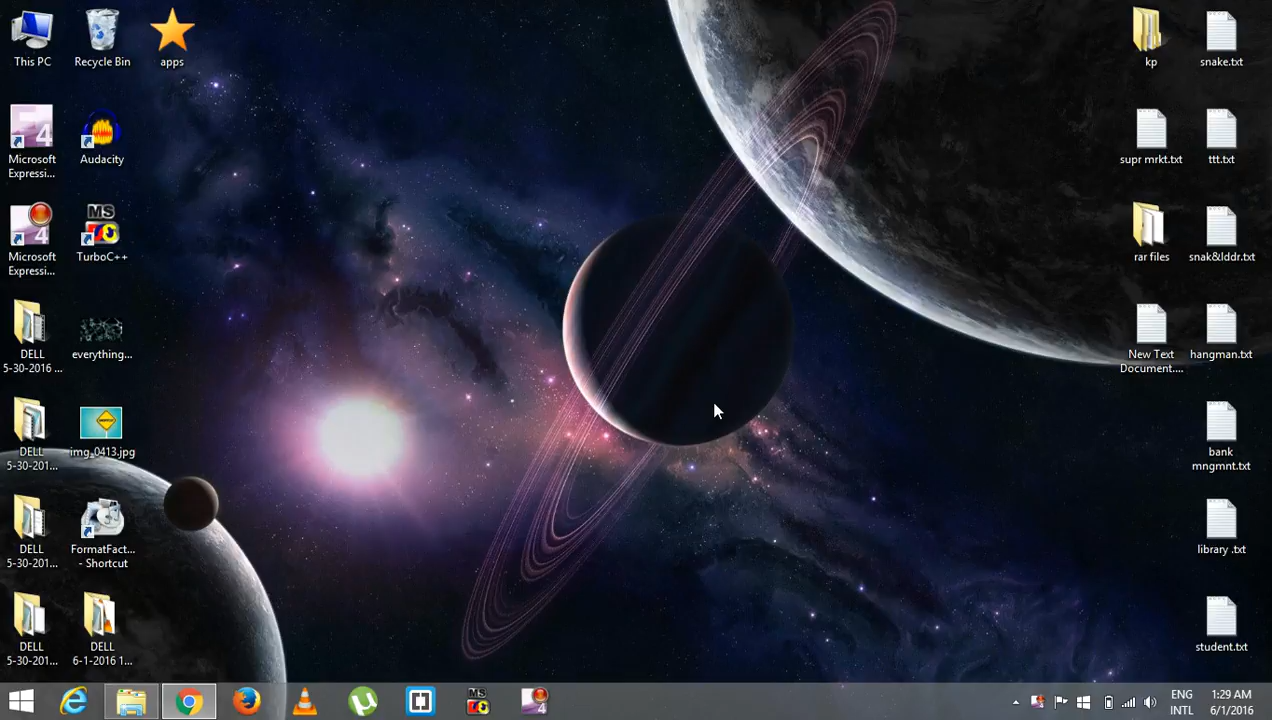 This PC
Recycle Bin
apps
Microsoft
Expressi...
Audacity
MS
Microsoft
Expressi...
TurboC++
DELL
5-30-2016 ...
everything...
DELL
5-30-201...
img_0413.jpg
DELL
5-30-201...
FormatFact...
- Shortcut
DELL
5-30-201...
DELL
6-1-2016 1...
kp
snake.txt
supr mrkt.txt
ttt.txt
rar files
snak&lddr.txt
New Text
Document....
hangman.txt
bank
mngmnt.txt
library .txt
student.txt
MS
4
ENG
INTL
1:29 AM
6/1/2016